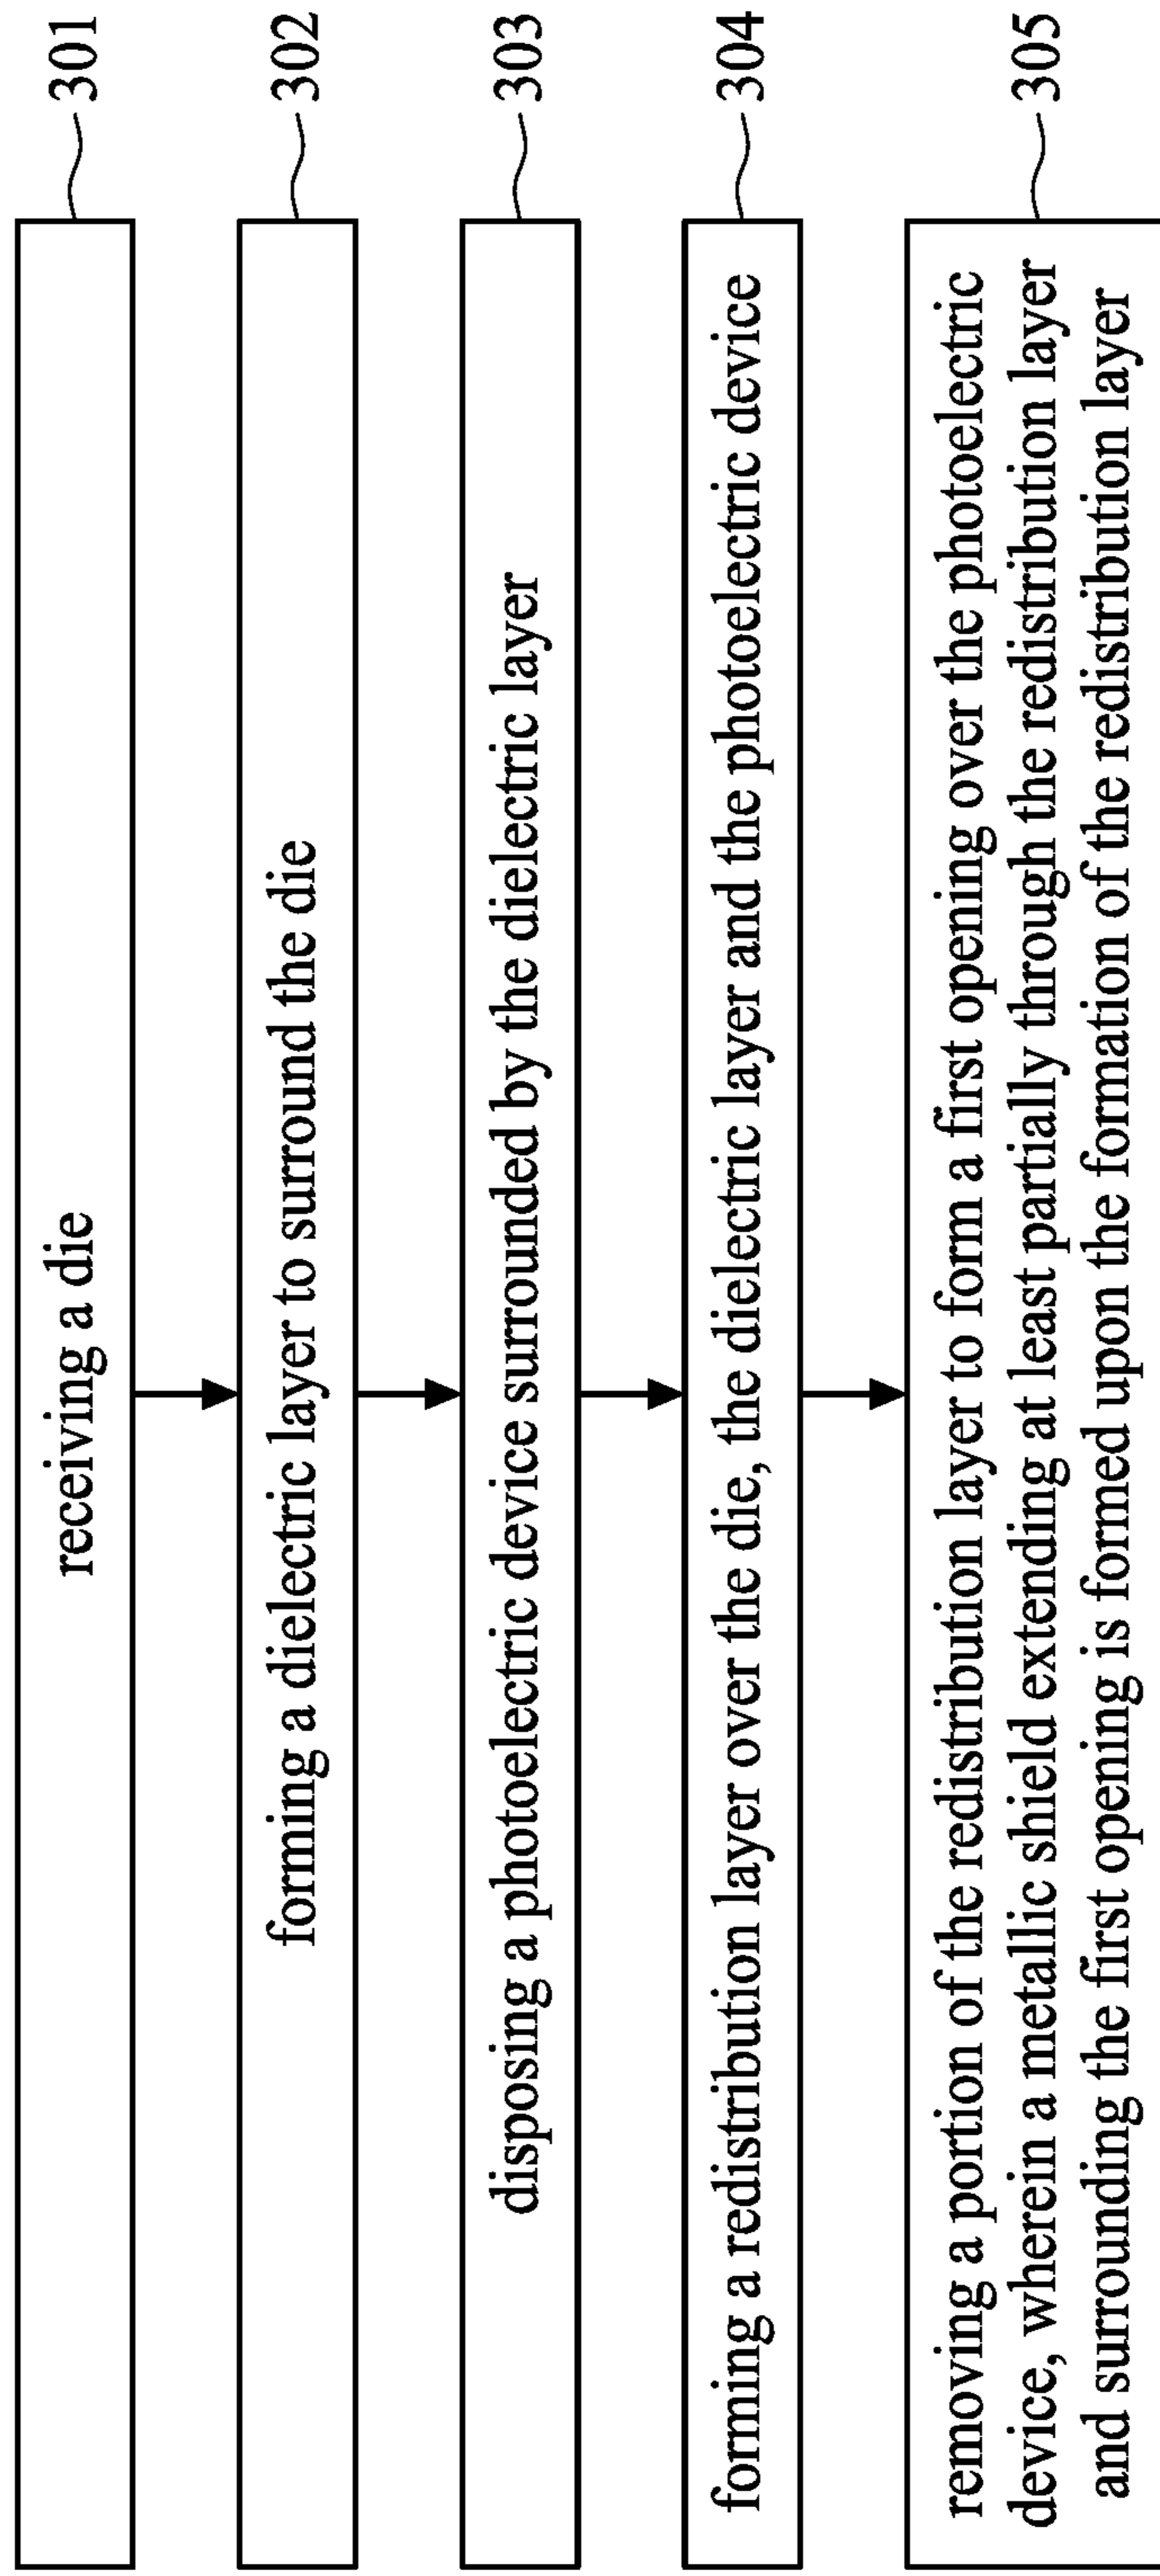 receiving a die
301
forming a dielectric layer to surround the die
302
disposing a photoelectric device surrounded by the dielectric layer
303
forming a redistribution layer over the die, the dielectric layer and the photoelectric device
304
removing a portion of the redistribution layer to form a first opening over the photoelectric
device, wherein a metallic shield extending at least partially through the redistribution layer
and surrounding the first opening is formed upon the formation of the redistribution layer
305